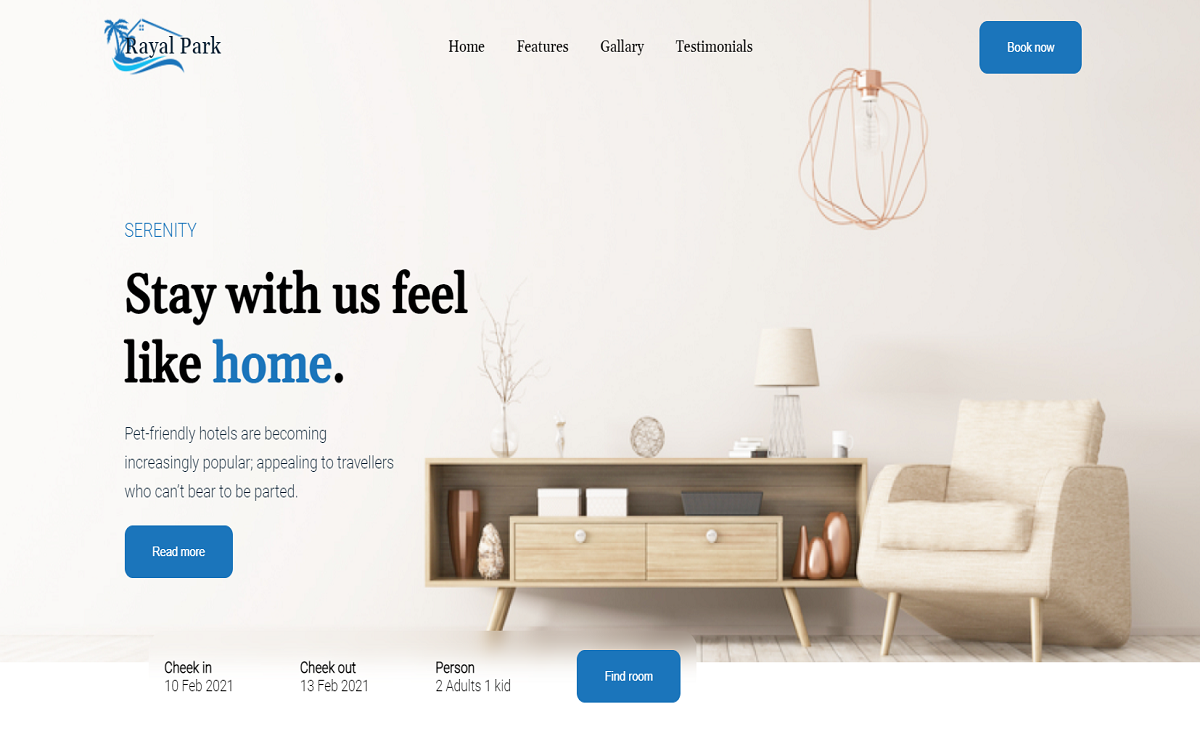 Rayal Park
Home Features Gallary Testimonials
Book now
SERENITY
Stay with us feel
like home.
Pet-friendly hotels are becoming
increasingly popular; appealing to travellers
who can't bear to be parted.
Read more
Cheek in Cheek out Person
10 Feb 2021 13 Feb 2021 2 Adults 1 kid
Find room